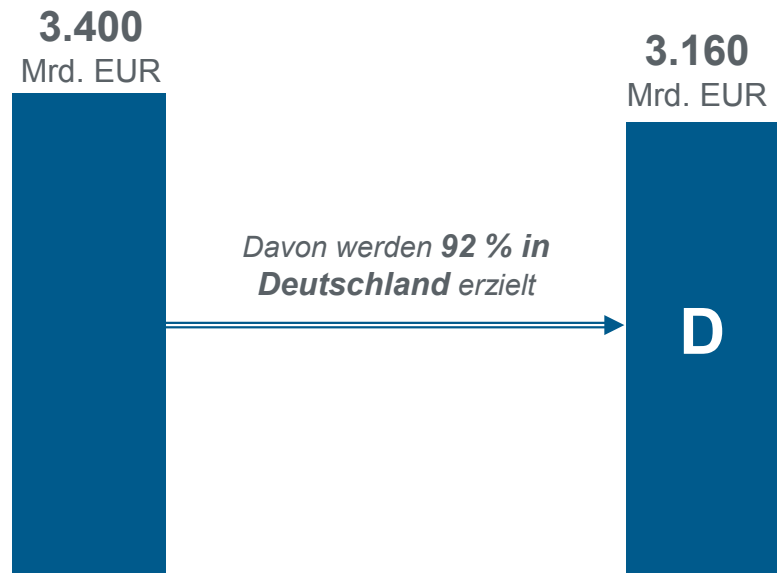 3.400
Mrd. EUR
3.160
Mrd. EUR
Davon werden 92 % in
Deutschland erzielt
D